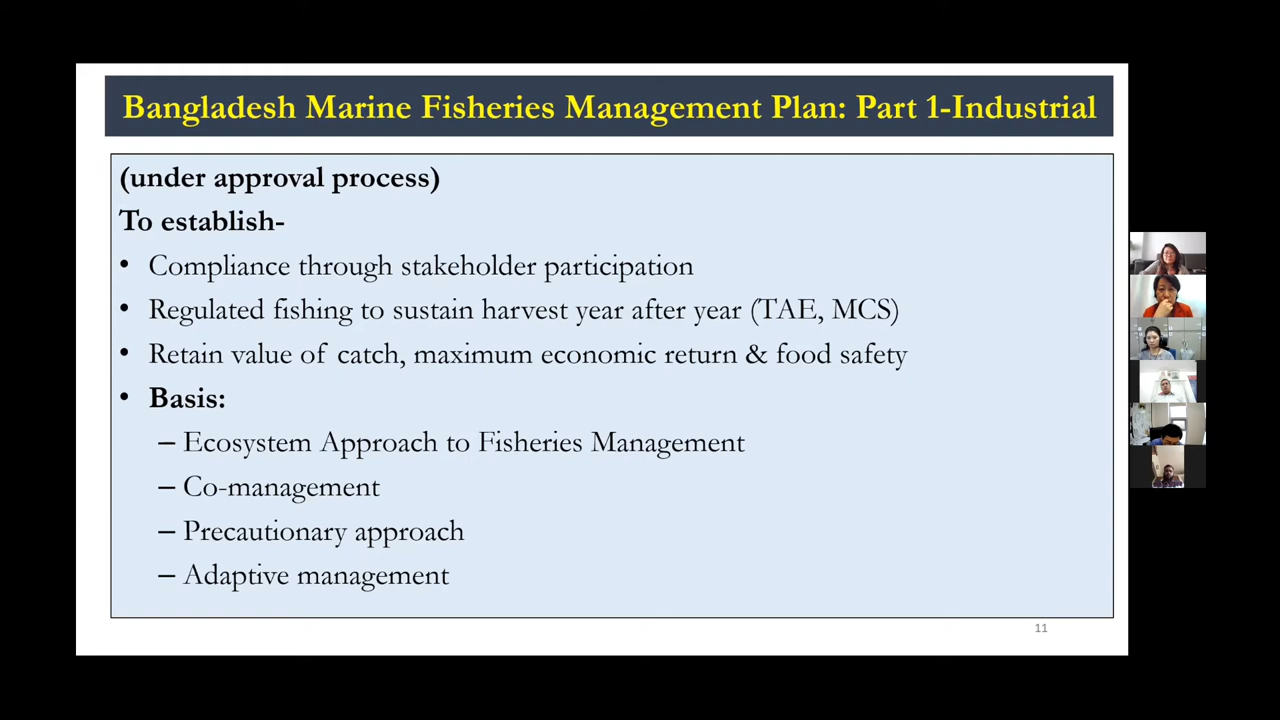 Bangladesh Marine Fisheries Management Plan: Part 1-Industrial
(under approval process)
To establish-
• Compliance through stakeholder participation
• Regulated fishing to sustain harvest year after year (TAE, MCS)
• Retain value of catch, maximum economic return & food safety
• Basis:
– Ecosystem Approach to Fisheries Management
– Co-management
– Precautionary approach
– Adaptive management
11